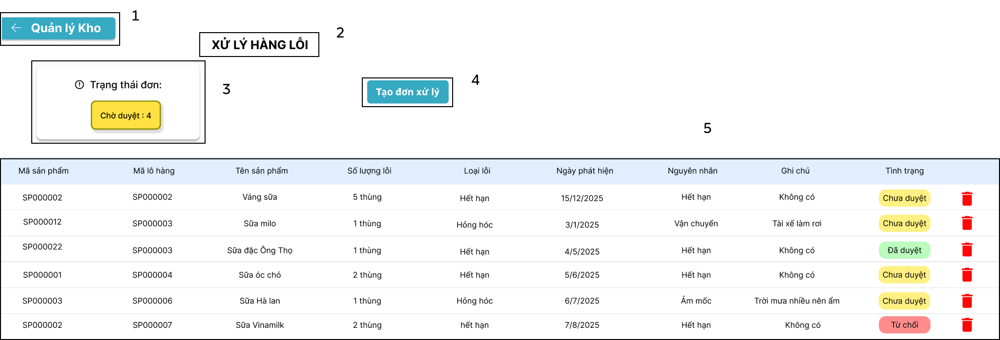 1
Quản lý Kho
2
XỬ LÝ HÀNG LỖI
Trạng thái đơn:
3
4
Tạo đơn xử lý
Chờ duyệt : 4
5
Mã sản phẩm Mã lô hàng Tên sản phẩm Số lượng lỗi Loại lỗi Ngày phát hiện Nguyên nhân Ghi chú Tình trạng
SP000002 SP000002 Váng sữa 5 thùng Hết hạn 15/12/2025 Hết hạn Không có Chưa duyệt
SP000012 SP000003 Sữa milo 1 thùng Hỏng hóc 3/1/2025 Vận chuyển Tài xế làm rơi Chưa duyệt
SP000022 SP000003 Sữa đặc Ông Thọ 1 thùng Hết hạn 4/5/2025 Hết hạn Không có Đã duyệt
SP000001 SP000004 Sữa óc chó 2 thùng Hết hạn 5/6/2025 Hết hạn Không có Chưa duyệt
SP000003 SP000006 Sữa Hà lan 1 thùng Hỏng hóc 6/7/2025 Ảm mốc Trời mưa nhiều nên ẩm Chưa duyệt
SP000002 SP000007 Sữa Vinamilk 2 thùng hết hạn 7/8/2025 Hết hạn Không có Từ chối